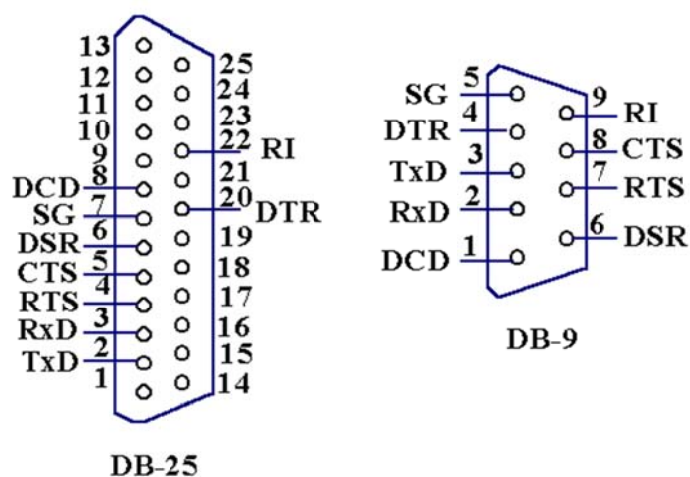 13
12
11
10
9
DCD 8
SG 7
DSR 6
CTS 5
RTS 4
RxD 3
TxD 2
1
25
24
23
22 RI
21
20 DTR
19
18
17
16
15
14
DB-25
SG 5
DTR 4
TxD 3
RxD 2
DCD 1
9 RI
8 CTS
7 RTS
6 DSR
DB-9